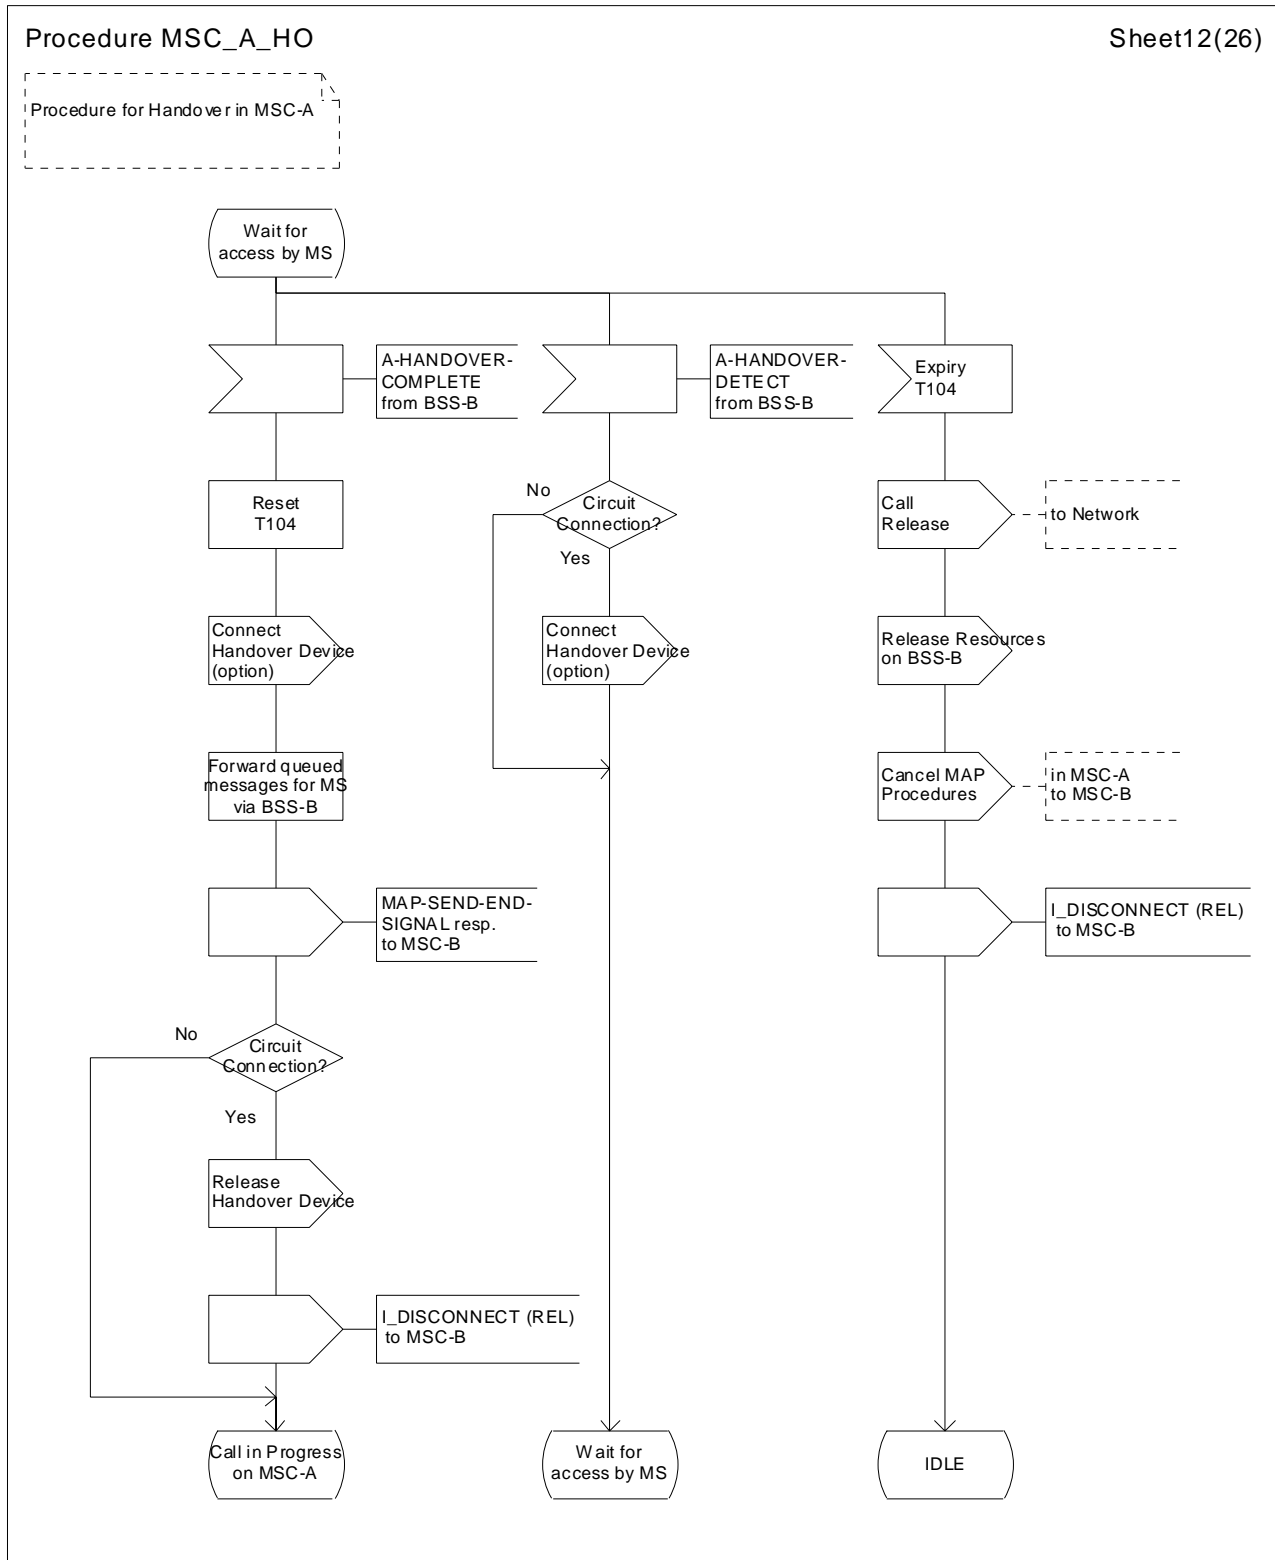 Procedure MSC_A_HO
Sheet12(26)
Procedure for Handover in MSC-A
Wait for
access by MS
A-HANDOVER-
COMPLETE
from BSS-B
A-HANDOVER-
DETECT
from BSS-B
Expiry
T104
Reset
T104
No
Circuit
Connection?
Yes
Call
Release
to Network
Connect
Handover Device
(option)
Connect
Handover Device
(option)
Release Resources
on BSS-B
Forward queued
messages for MS
via BSS-B
Cancel MAP
Procedures
in MSC-A
to MSC-B
MAP-SEND-END-
SIGNAL resp.
to MSC-B
I_DISCONNECT (REL)
to MSC-B
No
Circuit
Connection?
Yes
Release
Handover Device
I_DISCONNECT (REL)
to MSC-B
Call in Progress
on MSC-A
Wait for
access by MS
IDLE